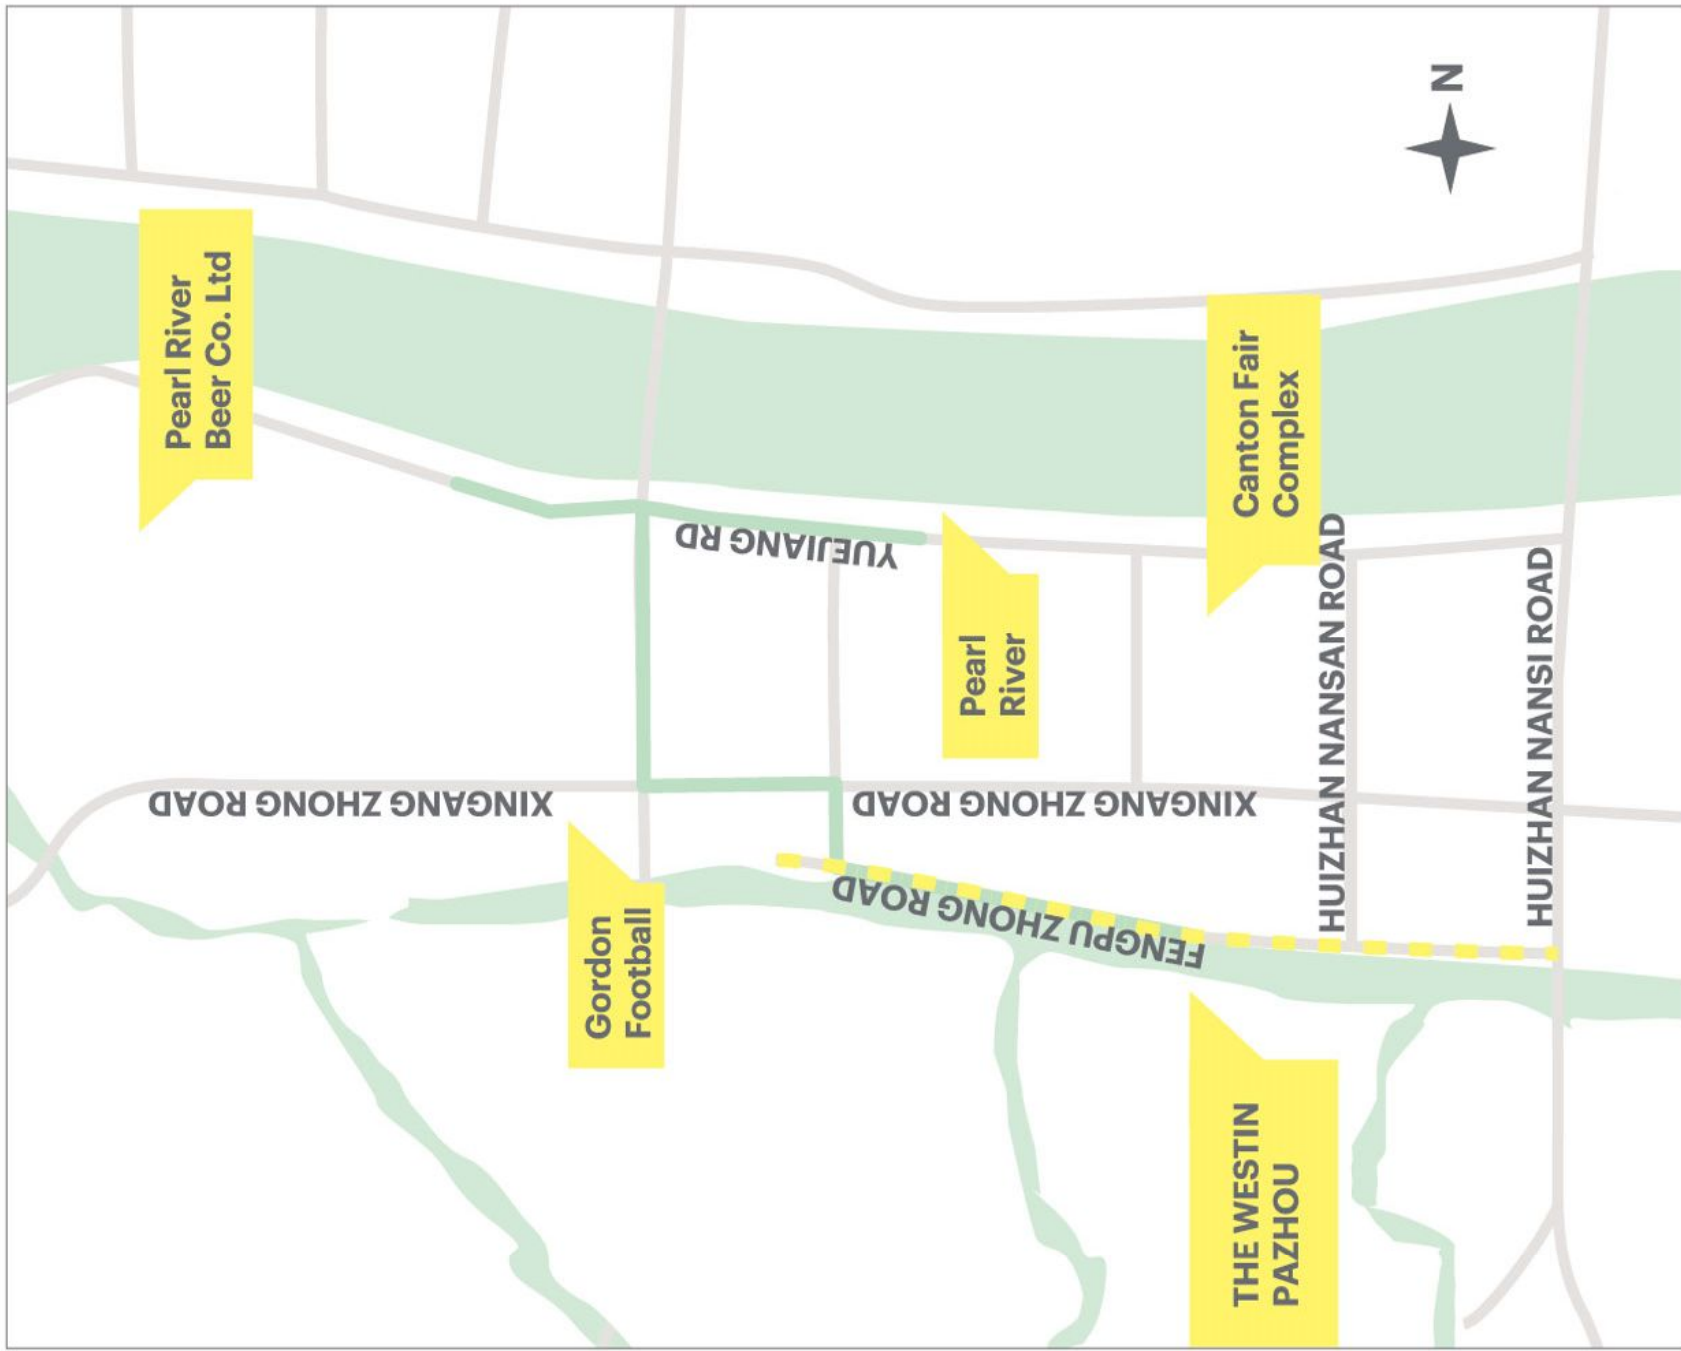 N
Pearl River
Beer Co. Ltd
Canton Fair
Complex
YUEJIANG RD
Pearl
River
HUIZHAN NANSAN ROAD
HUIZHAN NANSI ROAD
XINGANG ZHONG ROAD
XINGANG ZHONG ROAD
FENGPU ZHONG ROAD
Gordon
Football
THE WESTIN
PAZHOU